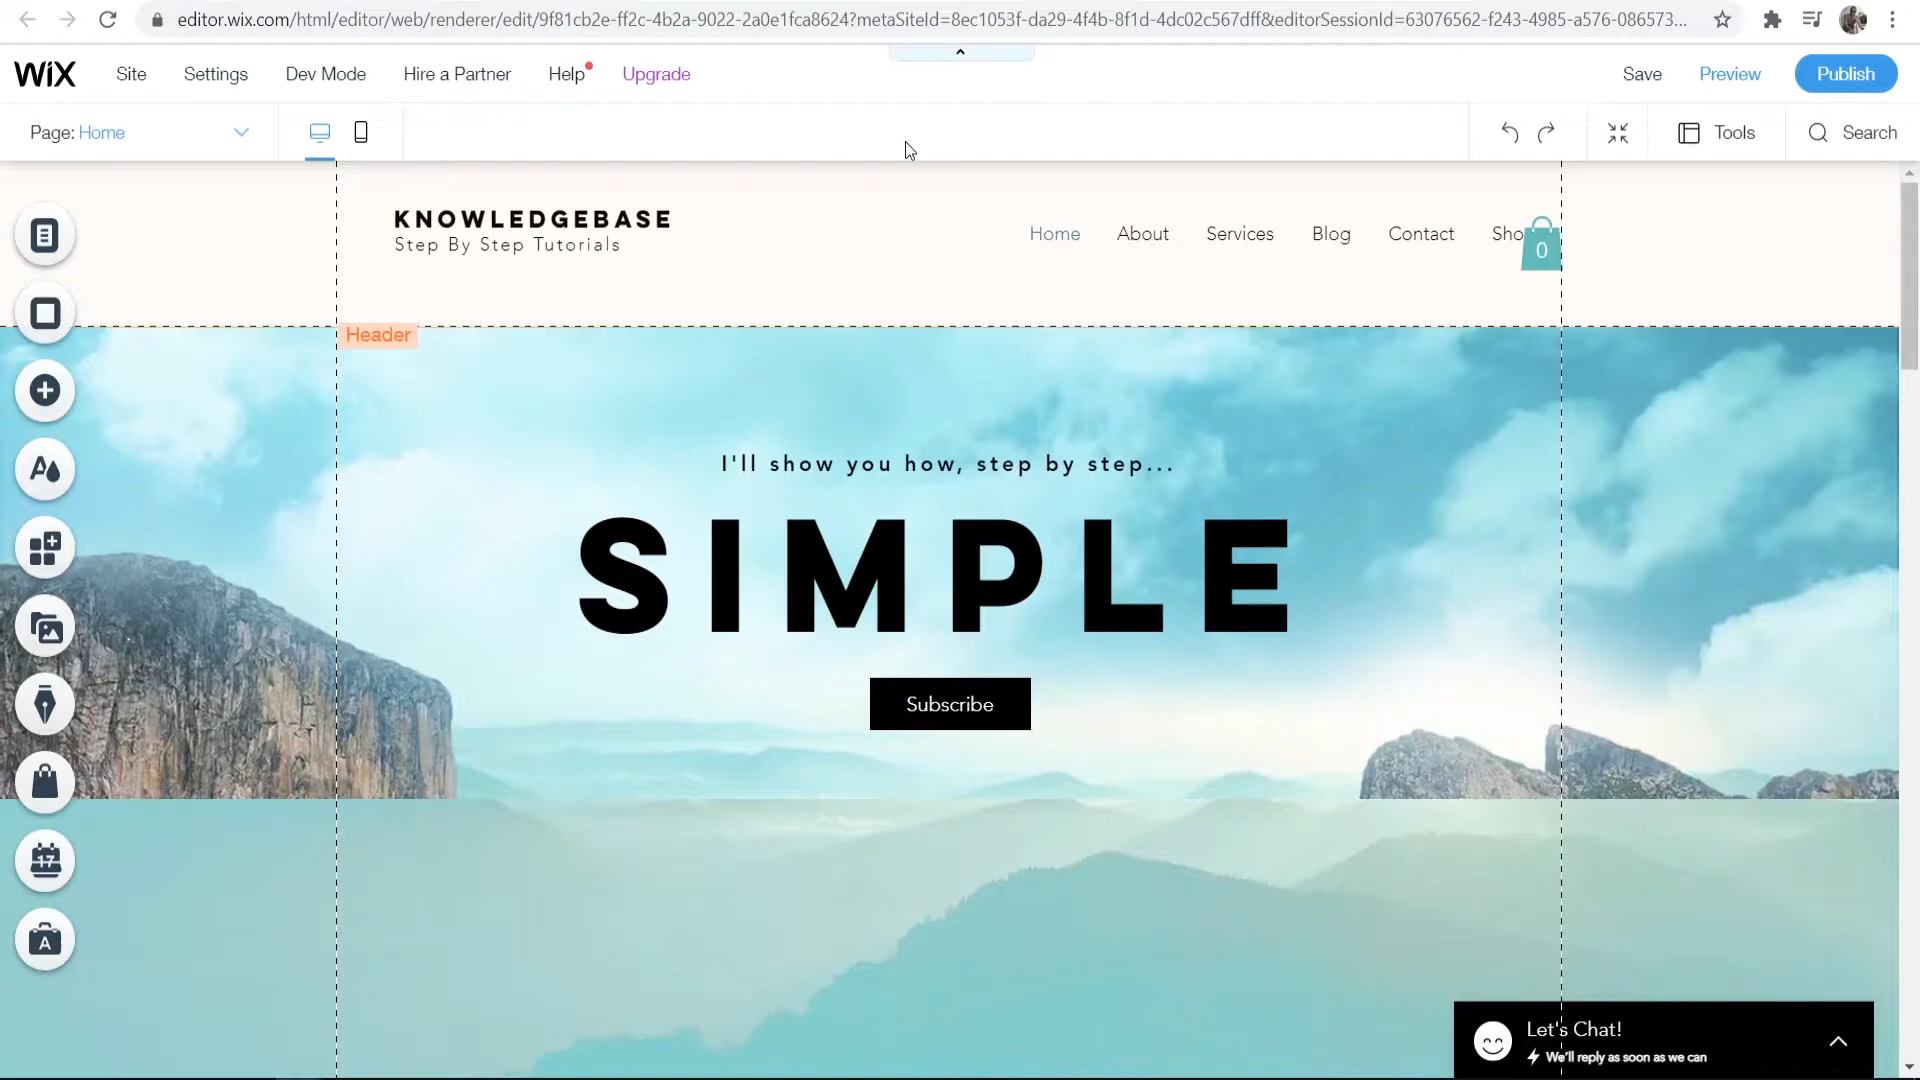 editor.wix.com/html/editor/web/renderer/edit/9f81cb2e-ff2c-4b2a-9022-2a0e1fca8624?metaSiteId=8ec1053f-da29-4f4b-8f1d-4dc02c567dff&editorSessionId=63076562-f243-4985-a576-086573...
WiX Site Settings Dev Mode Hire a Partner Help Upgrade Save Preview Publish
Page: Home Tools Search
KNOWLEDGEBASE
Step By Step Tutorials
Home About Services Blog Contact Sho
0
Header
I'll show you how, step by step...
SIMPLE
Subscribe
17
A
Let's Chat!
We'll reply as soon as we can